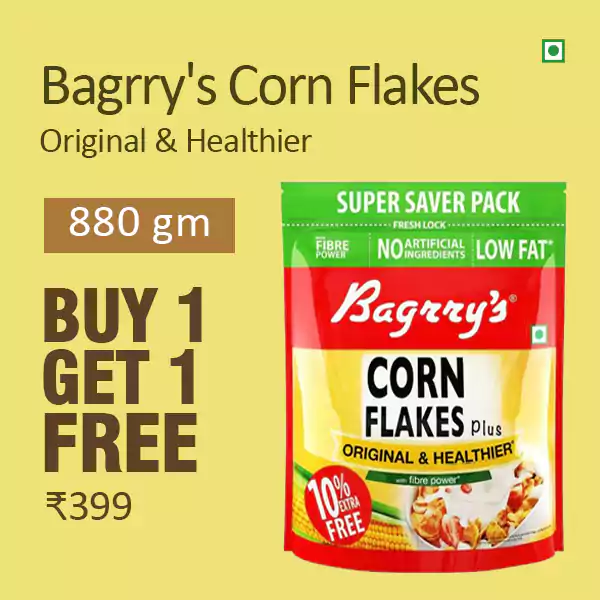 Bagrry's Corn Flakes
Original & Healthier
880 gm
BUY 1
GET 1
FREE
₹399
SUPER SAVER PACK
FRESH LOCK
FIBRE
POWER
NO ARTIFICIAL
INGREDIENTS
LOW FAT*
Bagrry's®
CORN
FLAKES plus
ORIGINAL & HEALTHIER*
with fibre power*
10%
EXTRA
FREE